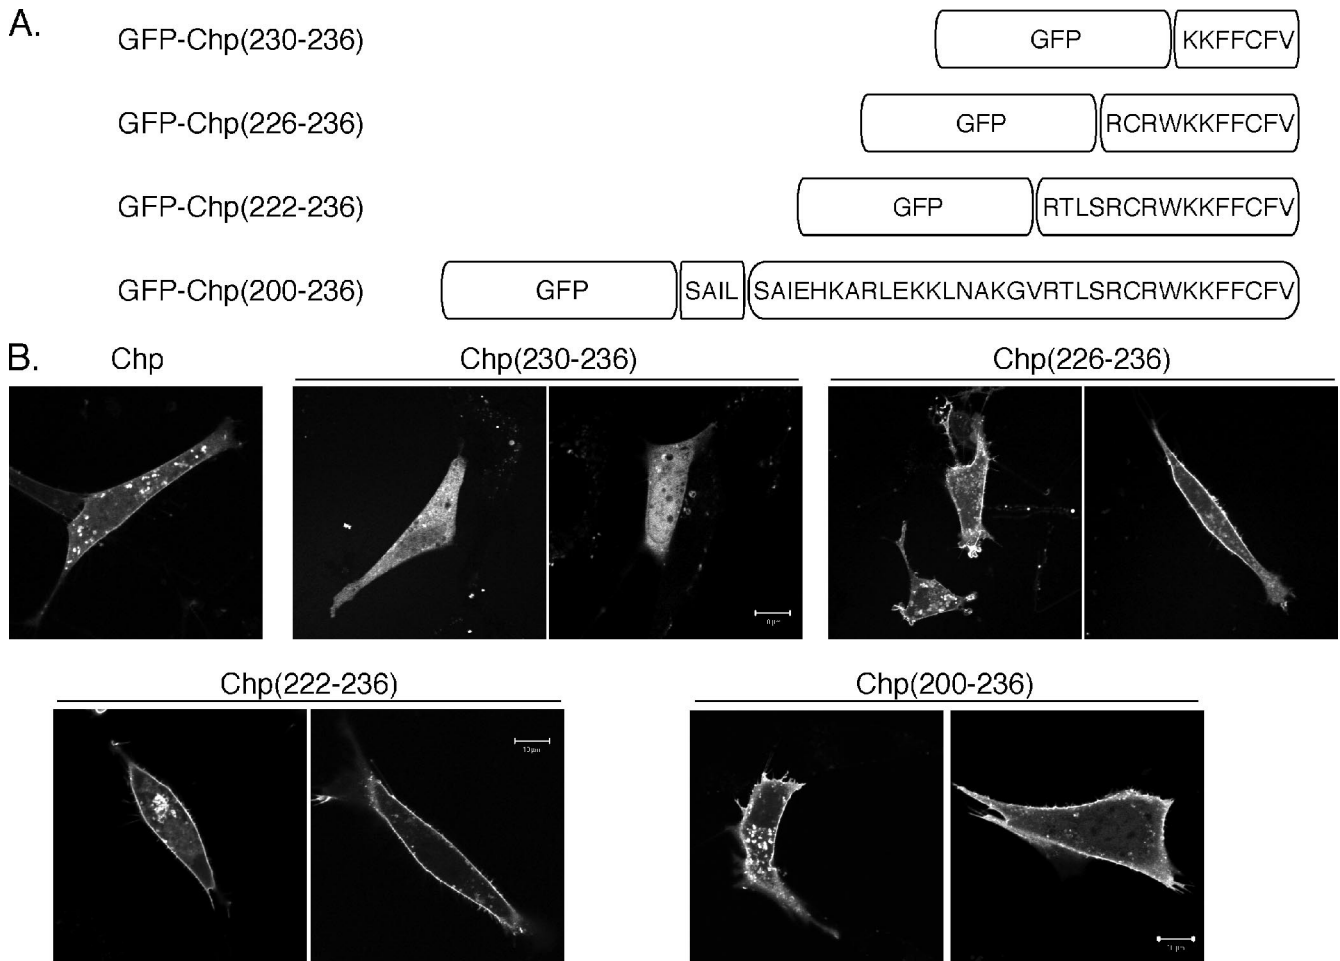 A.
GFP-Chp(230-236) GFP KKFFCFV
GFP-Chp(226-236) GFP RCRWKKFFCFV
GFP-Chp(222-236) GFP RTLSRCRWKKFFCFV
GFP-Chp(200-236) GFP SAIL SAIEHKARLEKKLNAKGVRTLSRCRWKKFFCFV
B. Chp Chp(230-236) Chp(226-236)
Chp(222-236) Chp(200-236)
10 µm